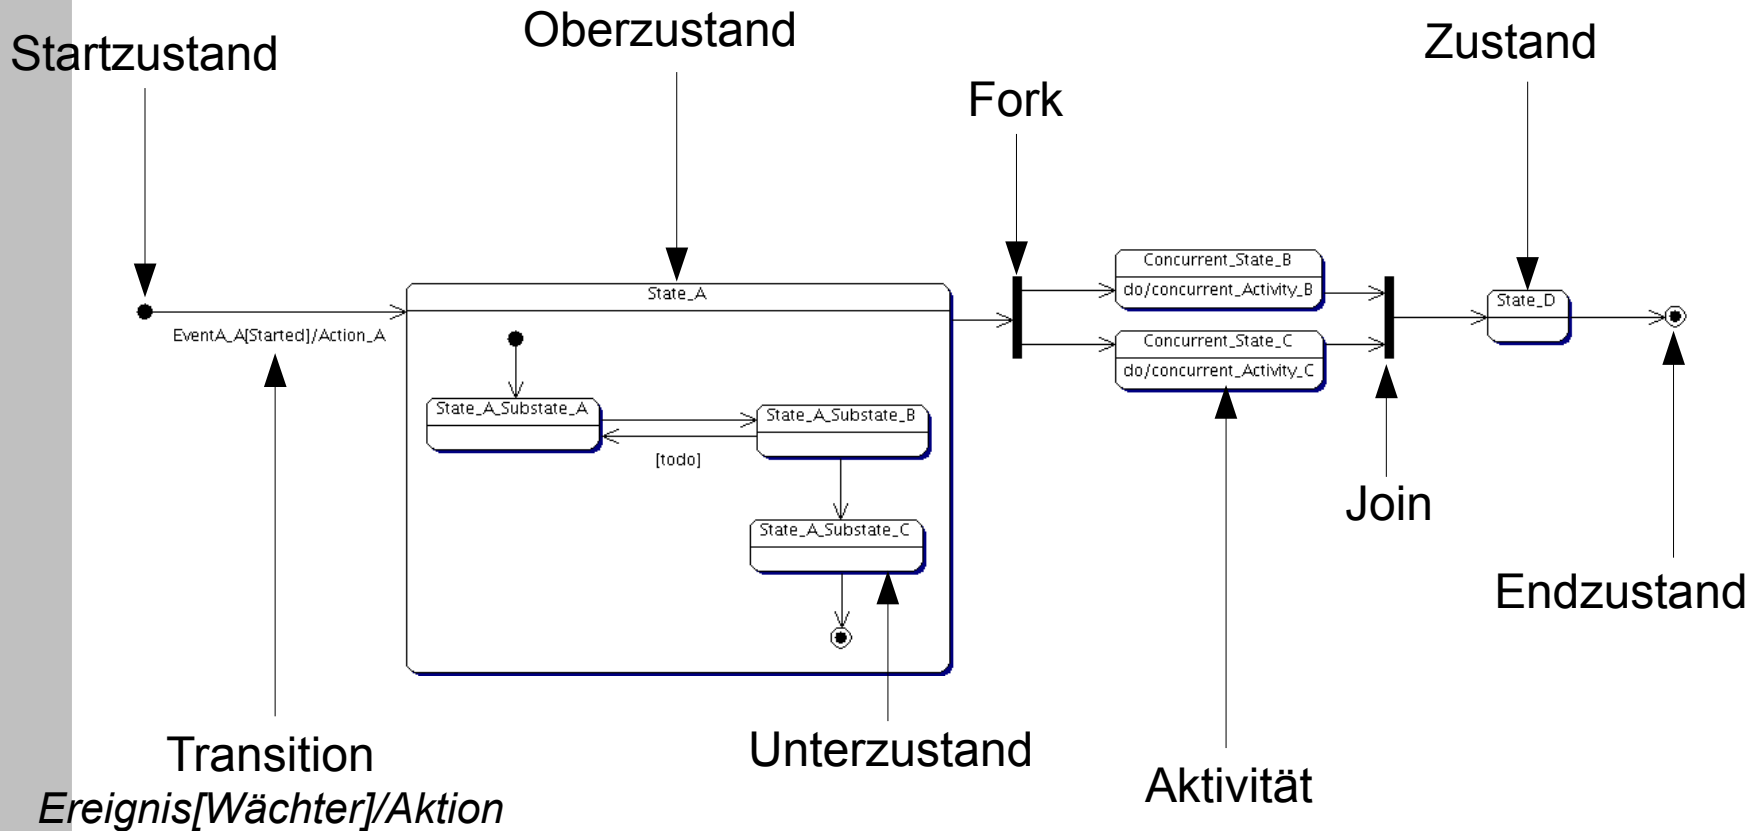 Startzustand
Oberzustand
Fork
Zustand
EventA_A[Started]/Action_A
State_A
State_A_Substate_A
State_A_Substate_B
[todo]
State_A_Substate_C
Concurrent_State_B
do/concurrent_Activity_B
Concurrent_State_C
do/concurrent_Activity_C
State_D
Join
Endzustand
Transition
Ereignis[Wächter]/Aktion
Unterzustand
Aktivität